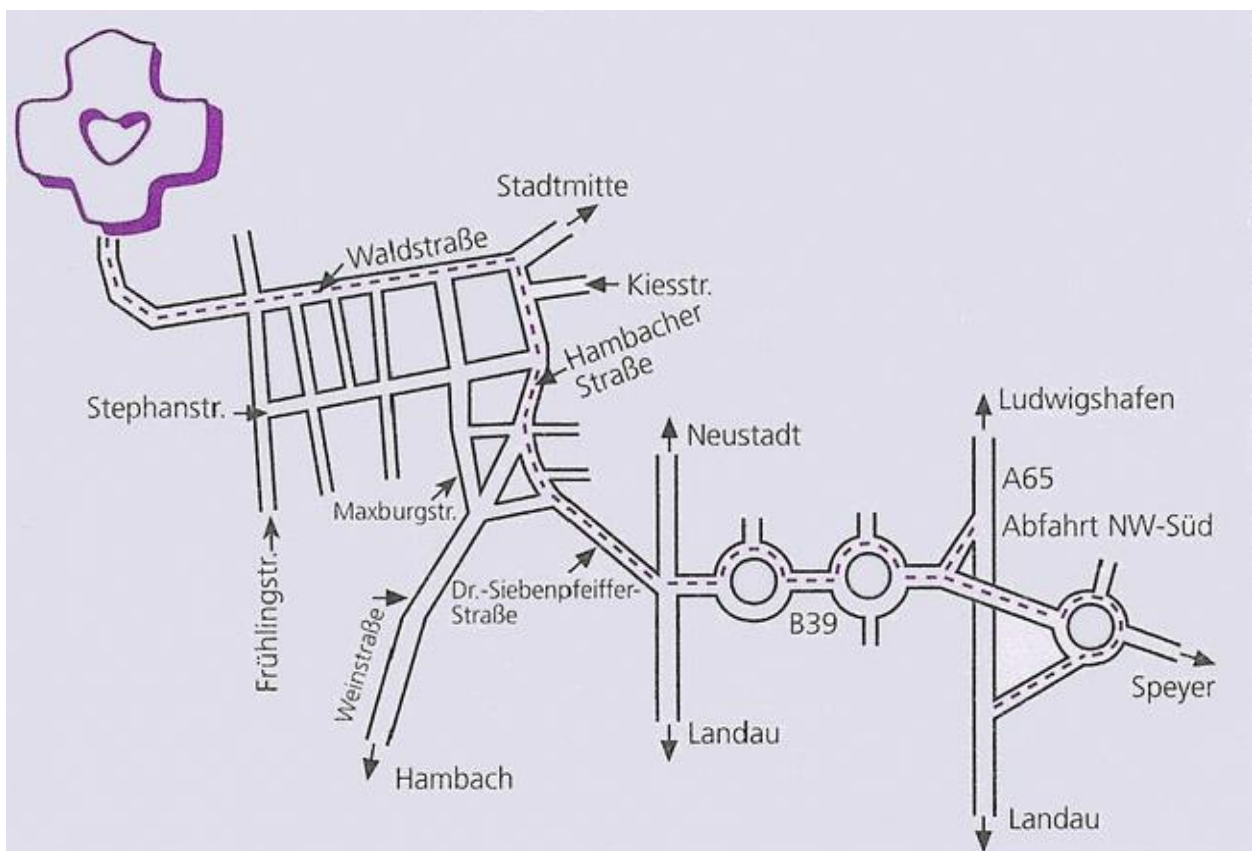 Stadtmitte
Waldstraße
Kiesstr.
Hambacher
Straße
Stephanstr.
Ludwigshafen
Neustadt
A65
Maxburgstr.
Abfahrt NW-Süd
Dr.-Siebenpfeiffer-
Straße
Frühlingstr.
Weinstraße
B39
Speyer
Landau
Hambach
Landau